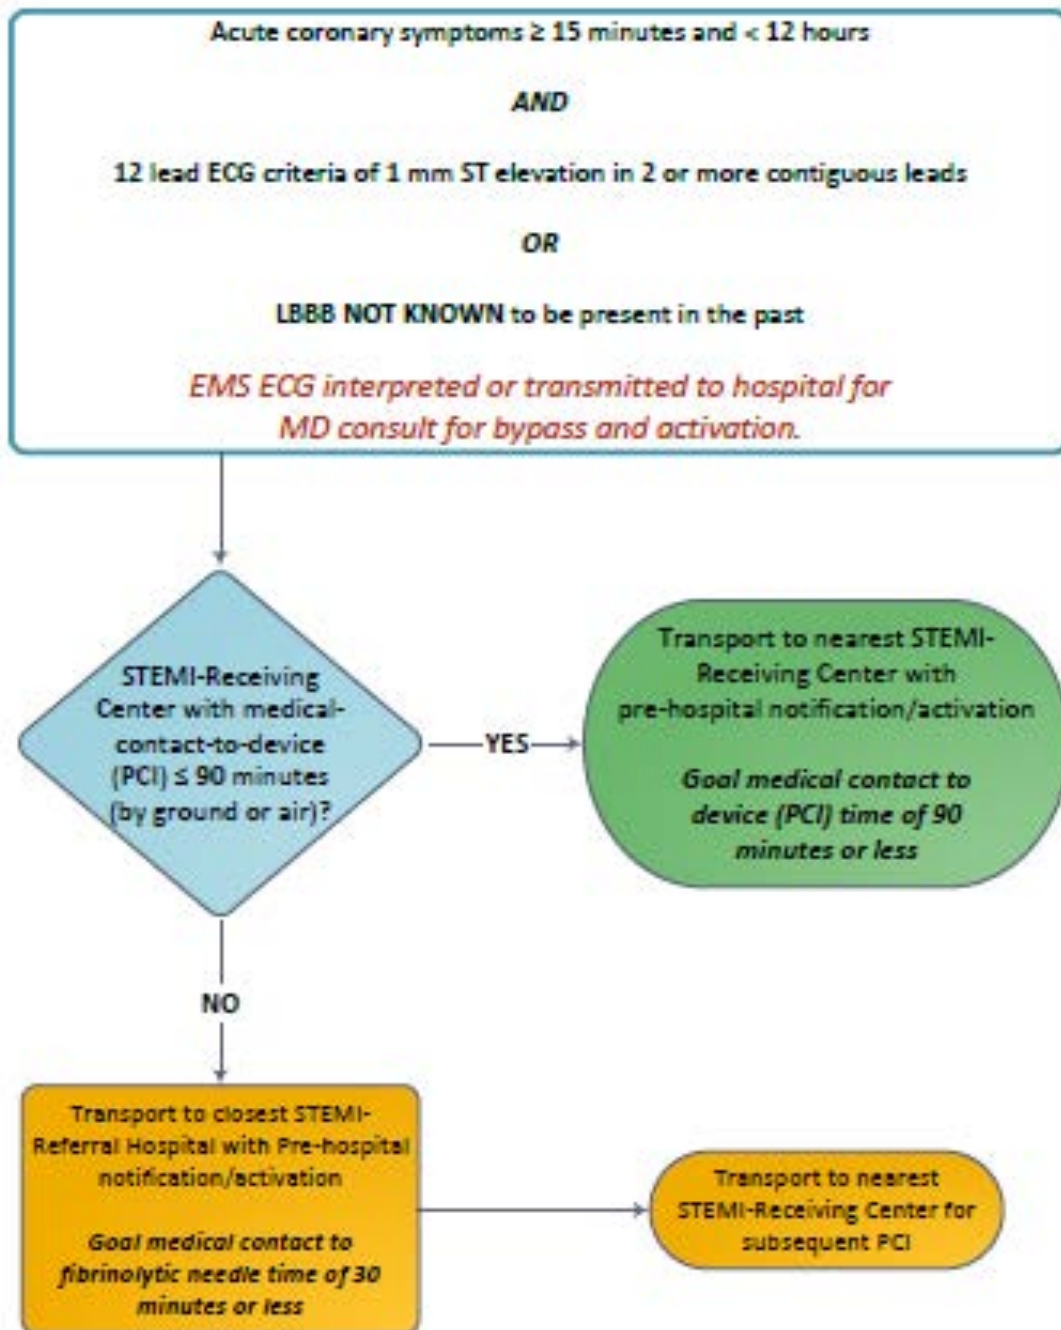 Acute coronary symptoms ≥ 15 minutes and < 12 hours
AND
12 lead ECG criteria of 1 mm ST elevation in 2 or more contiguous leads
OR
LBBB NOT KNOWN to be present in the past
EMS ECG interpreted or transmitted to hospital for
MD consult for bypass and activation.
STEMI-Receiving
Center with medical-
contact-to-device
(PCI) ≤ 90 minutes
(by ground or air)?
YES
Transport to nearest STEMI-
Receiving Center with
pre-hospital notification/activation
Goal medical contact to
device (PCI) time of 90
minutes or less
NO
Transport to closest STEMI-
Referral Hospital with Pre-hospital
notification/activation
Goal medical contact to
fibrinolytic needle time of 30
minutes or less
Transport to nearest
STEMI-Receiving Center for
subsequent PCI